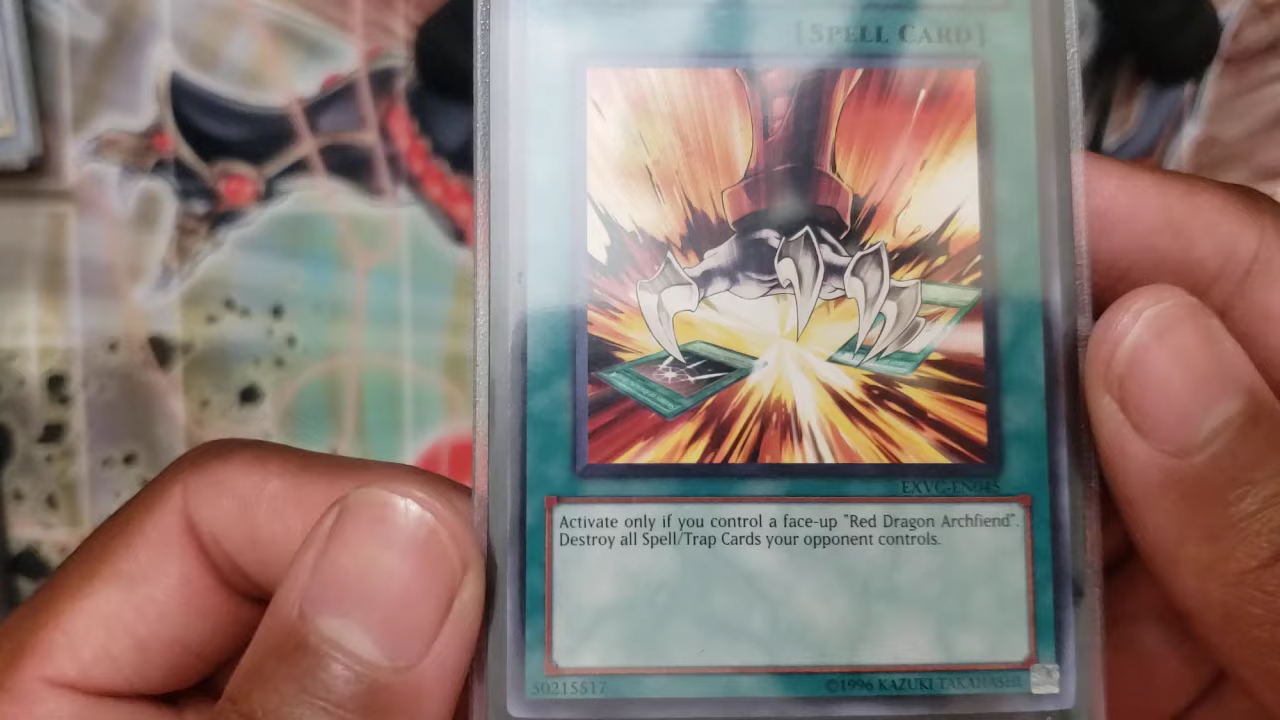 [SPELL CARD]
EXVC-EN045
Activate only if you control a face-up "Red Dragon Archfiend".
Destroy all Spell/Trap Cards your opponent controls.
50215517
©1996 KAZUKI TAKAHASHI